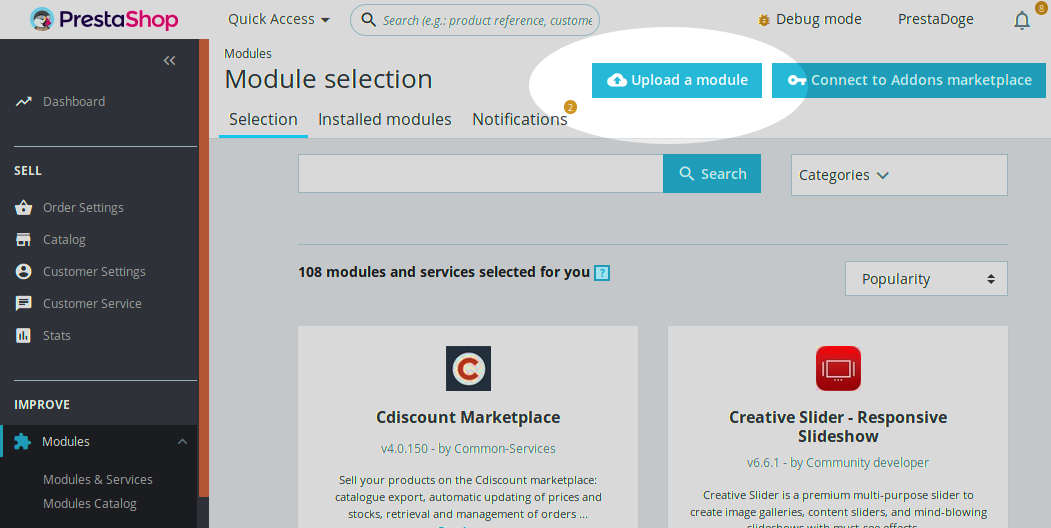 PrestaShop
Quick Access
Search (e.g.: product reference, custome
Debug mode
PrestaDoge
8
Dashboard
SELL
Order Settings
Catalog
Customer Settings
Customer Service
Stats
IMPROVE
Modules
Modules & Services
Modules Catalog
Modules
Module selection
Upload a module
Connect to Addons marketplace
Selection
Installed modules
Notifications
2
Search
Categories
108 modules and services selected for you ?
Popularity
Cdiscount Marketplace
v4.0.150 - by Common-Services
Sell your products on the Cdiscount marketplace:
catalogue export, automatic updating of prices and
stocks, retrieval and management of orders ...
Creative Slider - Responsive
Slideshow
v6.6.1 - by Community developer
Creative Slider is a premium multi-purpose slider to
create image galleries, content sliders, and mind-blowing
slideshows with must-see effects